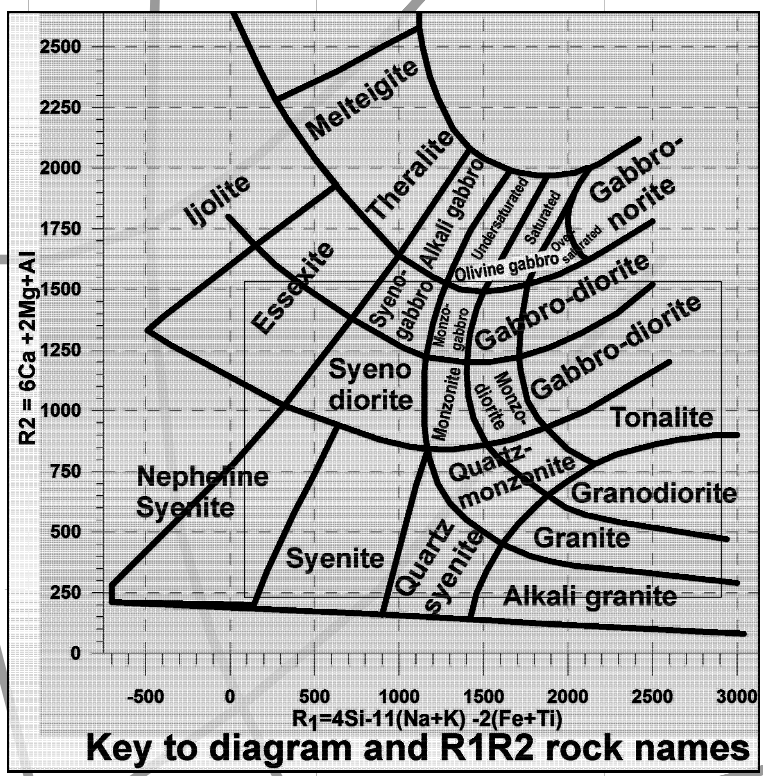 2500
2250
2000
1750
1500
1250
1000
750
500
250
0
R2 = 6Ca +2Mg+Al
Melteigite
Ijolite
Theralite
Alkali gabbro
Undersaturated
Saturated
Over-
saturated
Gabbro-
norite
Olivine gabbro
Essexite
Syeno-
gabbro
Monzo-
gabbro
Gabbro-diorite
Gabbro-diorite
Syeno
diorite
Monzonite
Monzo-
diorite
Tonalite
Nepheline
Syenite
Quartz-
monzonite
Granodiorite
Syenite
Quartz
syenite
Granite
Alkali granite
-500 0 500 1000 1500 2000 2500 3000
R1=4Si-11(Na+K) -2(Fe+Ti)
Key to diagram and R1R2 rock names